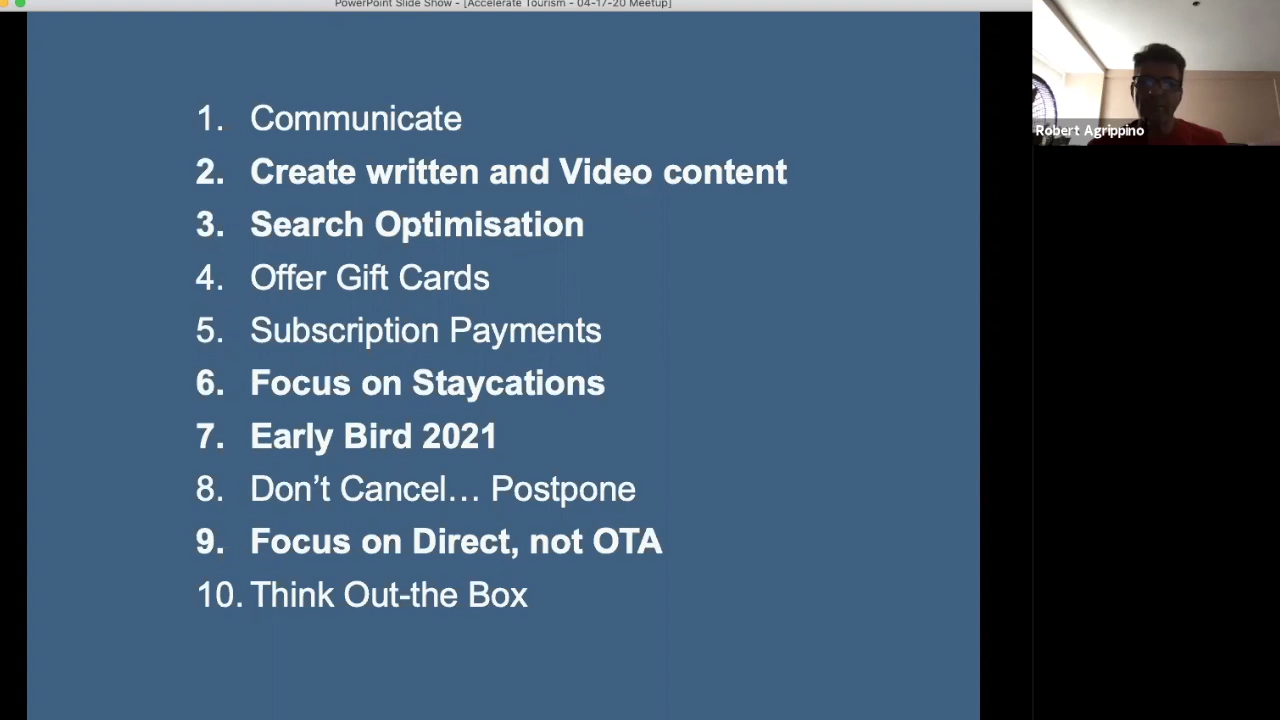 PowerPoint Slide Show - [Accelerate Tourism - 04-17-20 Meetup]
1. Communicate
2. Create written and Video content
3. Search Optimisation
4. Offer Gift Cards
5. Subscription Payments
6. Focus on Staycations
7. Early Bird 2021
8. Don’t Cancel… Postpone
9. Focus on Direct, not OTA
10. Think Out-the Box
Robert Agrippino